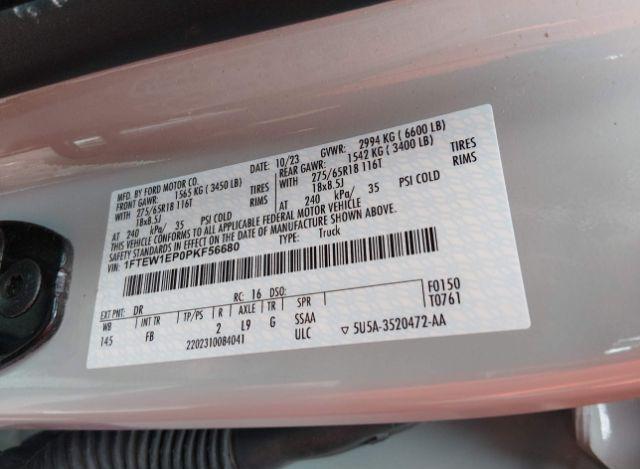 MFD. BY FORD MOTOR CO.
DATE: 10/23 GVWR: 2994 KG ( 6600 LB)
FRONT GAWR: 1565 KG ( 3450 LB) REAR GAWR: 1542 KG ( 3400 LB)
WITH 275/65R18 116T TIRES WITH 275/65R18 116T TIRES
18x8.5J RIMS 18x8.5J RIMS
AT 240 kPa/ 35 PSI COLD AT 240 kPa/ 35 PSI COLD
THIS VEHICLE CONFORMS TO ALL APPLICABLE FEDERAL MOTOR VEHICLE
SAFETY STANDARDS IN EFFECT ON THE DATE OF MANUFACTURE SHOWN ABOVE.
VIN: 1FTEW1EP0PKF56680 TYPE: Truck
EXT PNT: DR RC: 16 DSO: F0150
WB INT TR TP/PS R AXLE TR SPR T0761
145 FB 2 L9 G SSAA
2202310084041 ULC ▽ 5U5A-3520472-AA